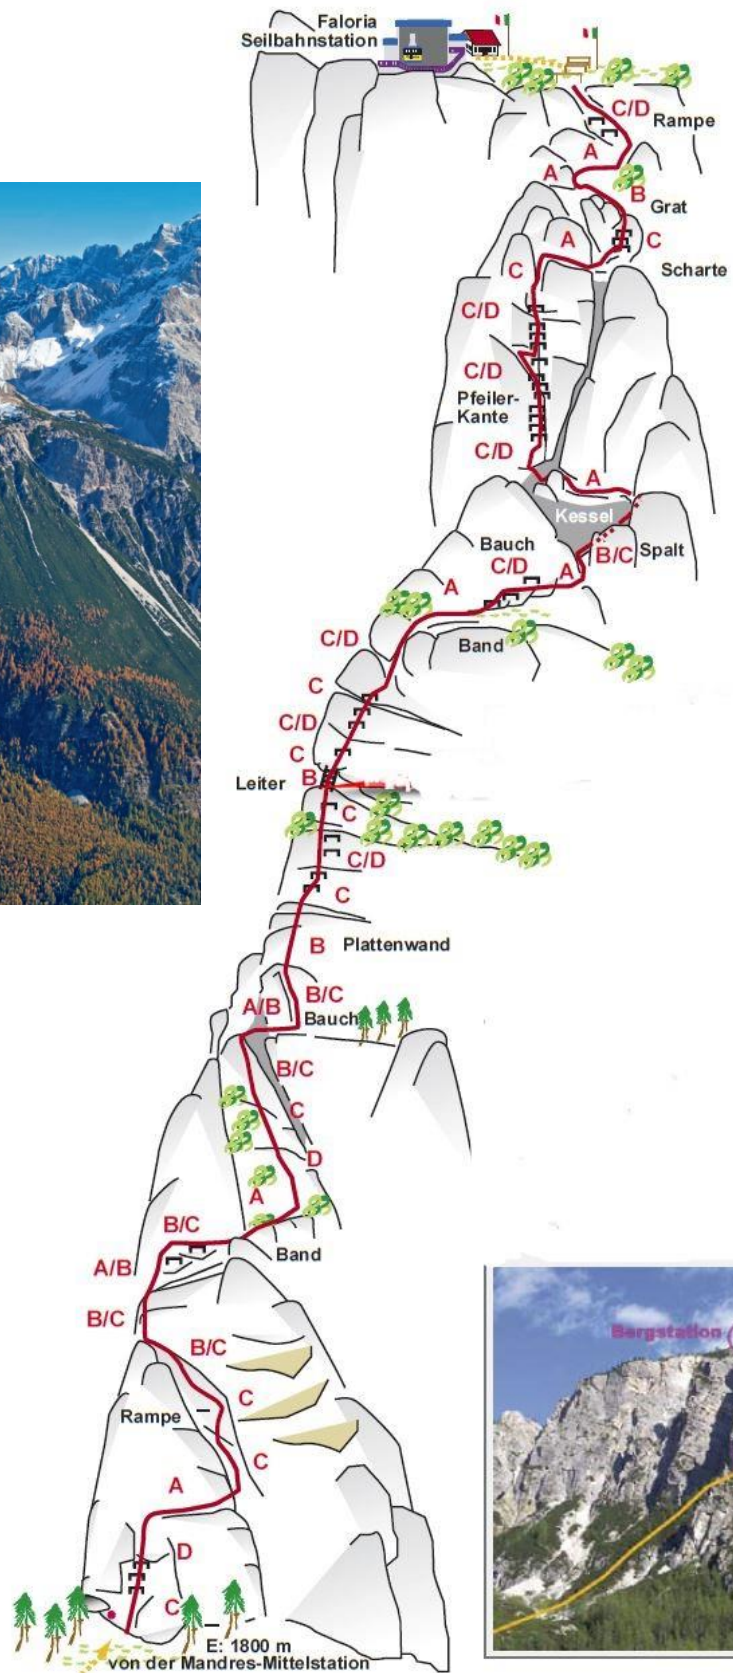 Faloria
Seilbahnstation
C/D
Rampe
A
A
B
Grat
C
A
Scharte
C
C/D
C/D
Pfeiler-
Kante
C/D
A
Kessel
Bauch
B/C Spalt
C/D
A
A
C/D
Band
C
C/D
C
B
Leiter
C
C/D
C
B Plattenwand
B/C
A/B
Bauch
B/C
C
D
A
B/C
Band
A/B
B/C
B/C
Bergstation
C
Rampe
C
A
D
C
E: 1800 m
von der Mandres-Mittelstation